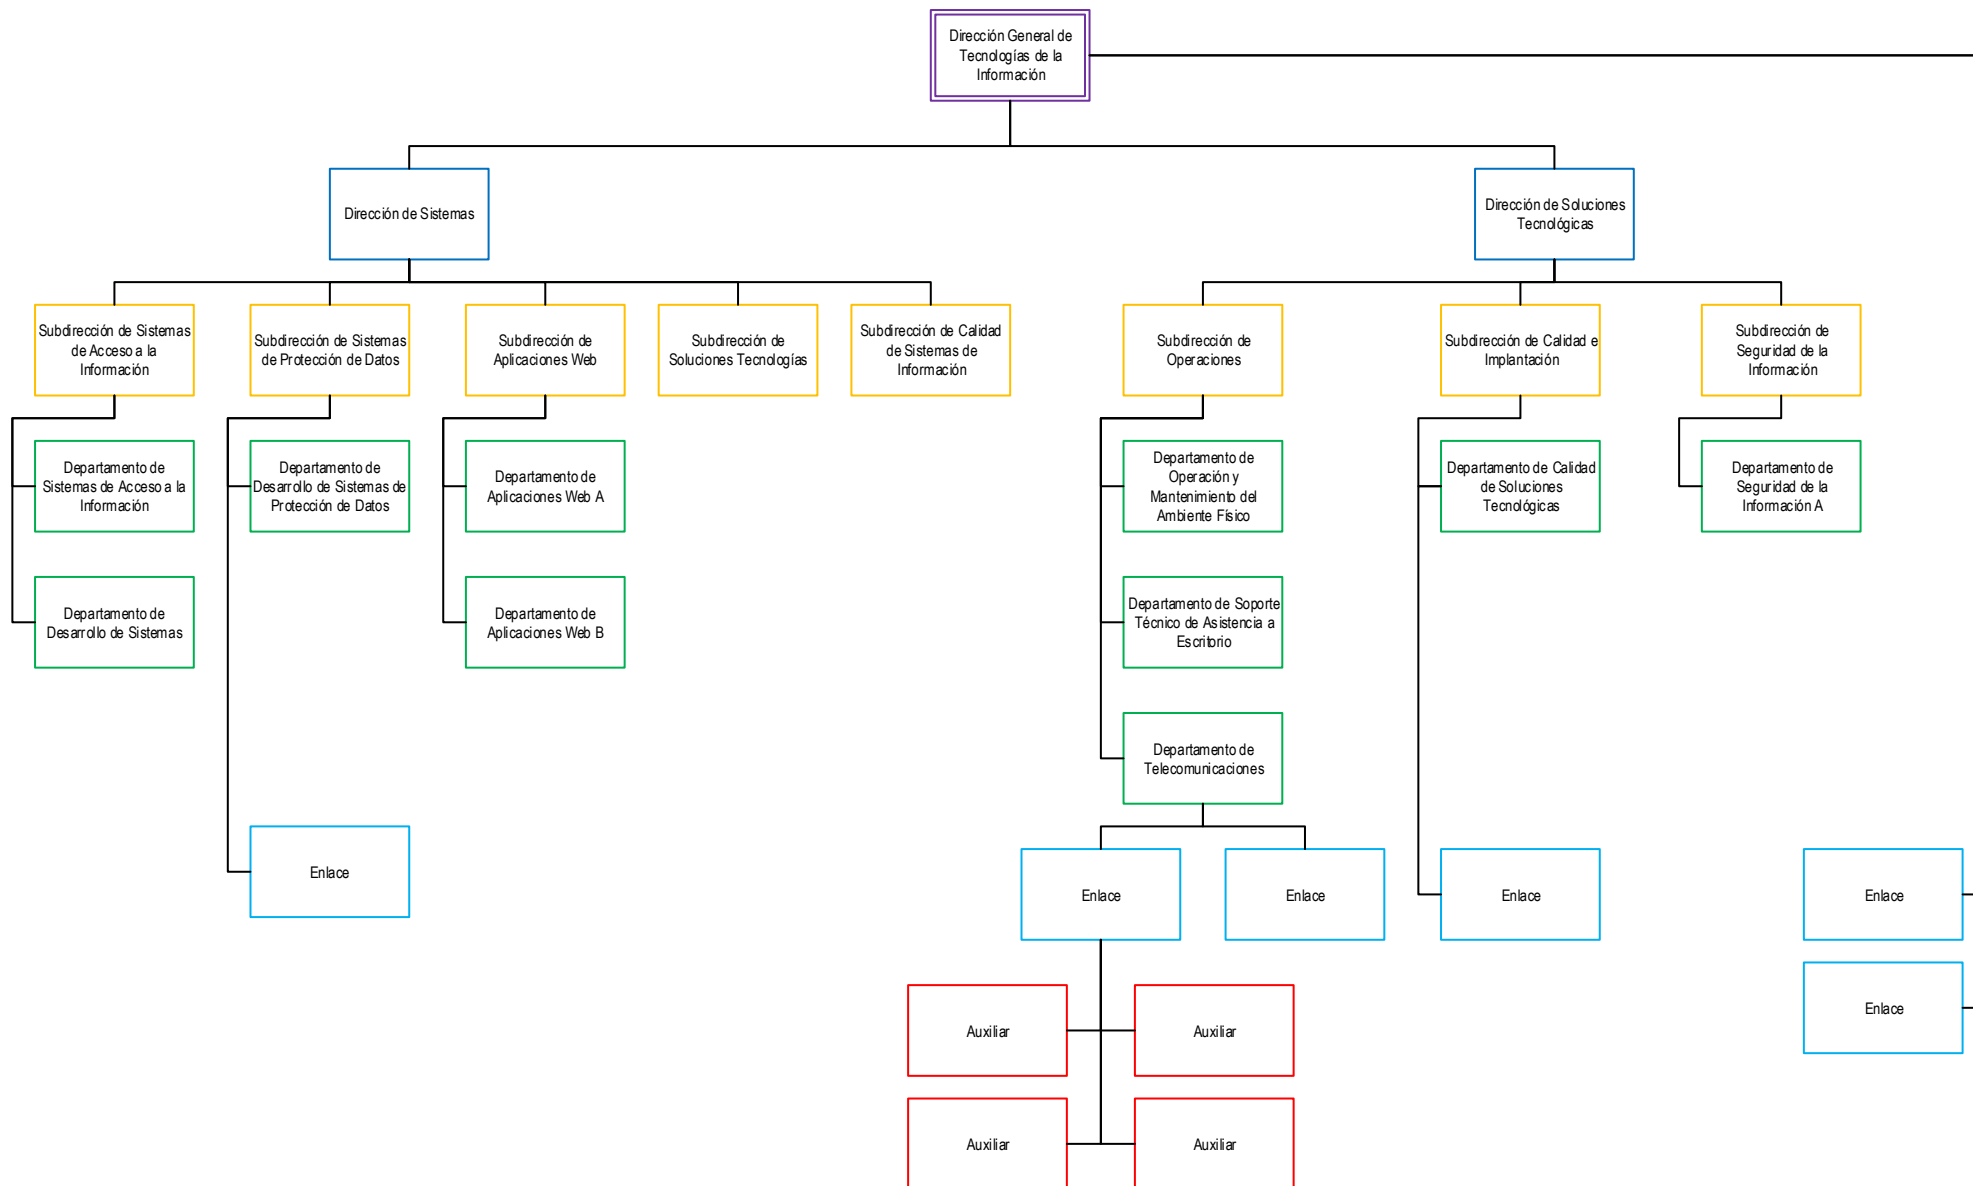 Dirección General de
Tecnologías de la
Información
Dirección de Sistemas
Dirección de Soluciones
Tecnológicas
Subdirección de Sistemas
de Acceso a la
Información
Subdirección de Sistemas
de Protección de Datos
Subdirección de
Aplicaciones Web
Subdirección de
Soluciones Tecnologías
Subdirección de Calidad
de Sistemas de
Información
Subdirección de
Operaciones
Subdirección de Calidad e
Implantación
Subdirección de
Seguridad de la
Información
Departamento de
Sistemas de Acceso a la
Información
Departamento de
Desarrollo de Sistemas de
Protección de Datos
Departamento de
Aplicaciones Web A
Departamento de
Operación y
Mantenimiento del
Ambiente Físico
Departamento de Calidad
de Soluciones
Tecnológicas
Departamento de
Seguridad de la
Información A
Departamento de
Desarrollo de Sistemas
Departamento de
Aplicaciones Web B
Departamento de Soporte
Técnico de Asistencia a
Escritorio
Departamento de
Telecomunicaciones
Enlace
Enlace
Enlace
Enlace
Enlace
Enlace
Auxiliar
Auxiliar
Auxiliar
Auxiliar